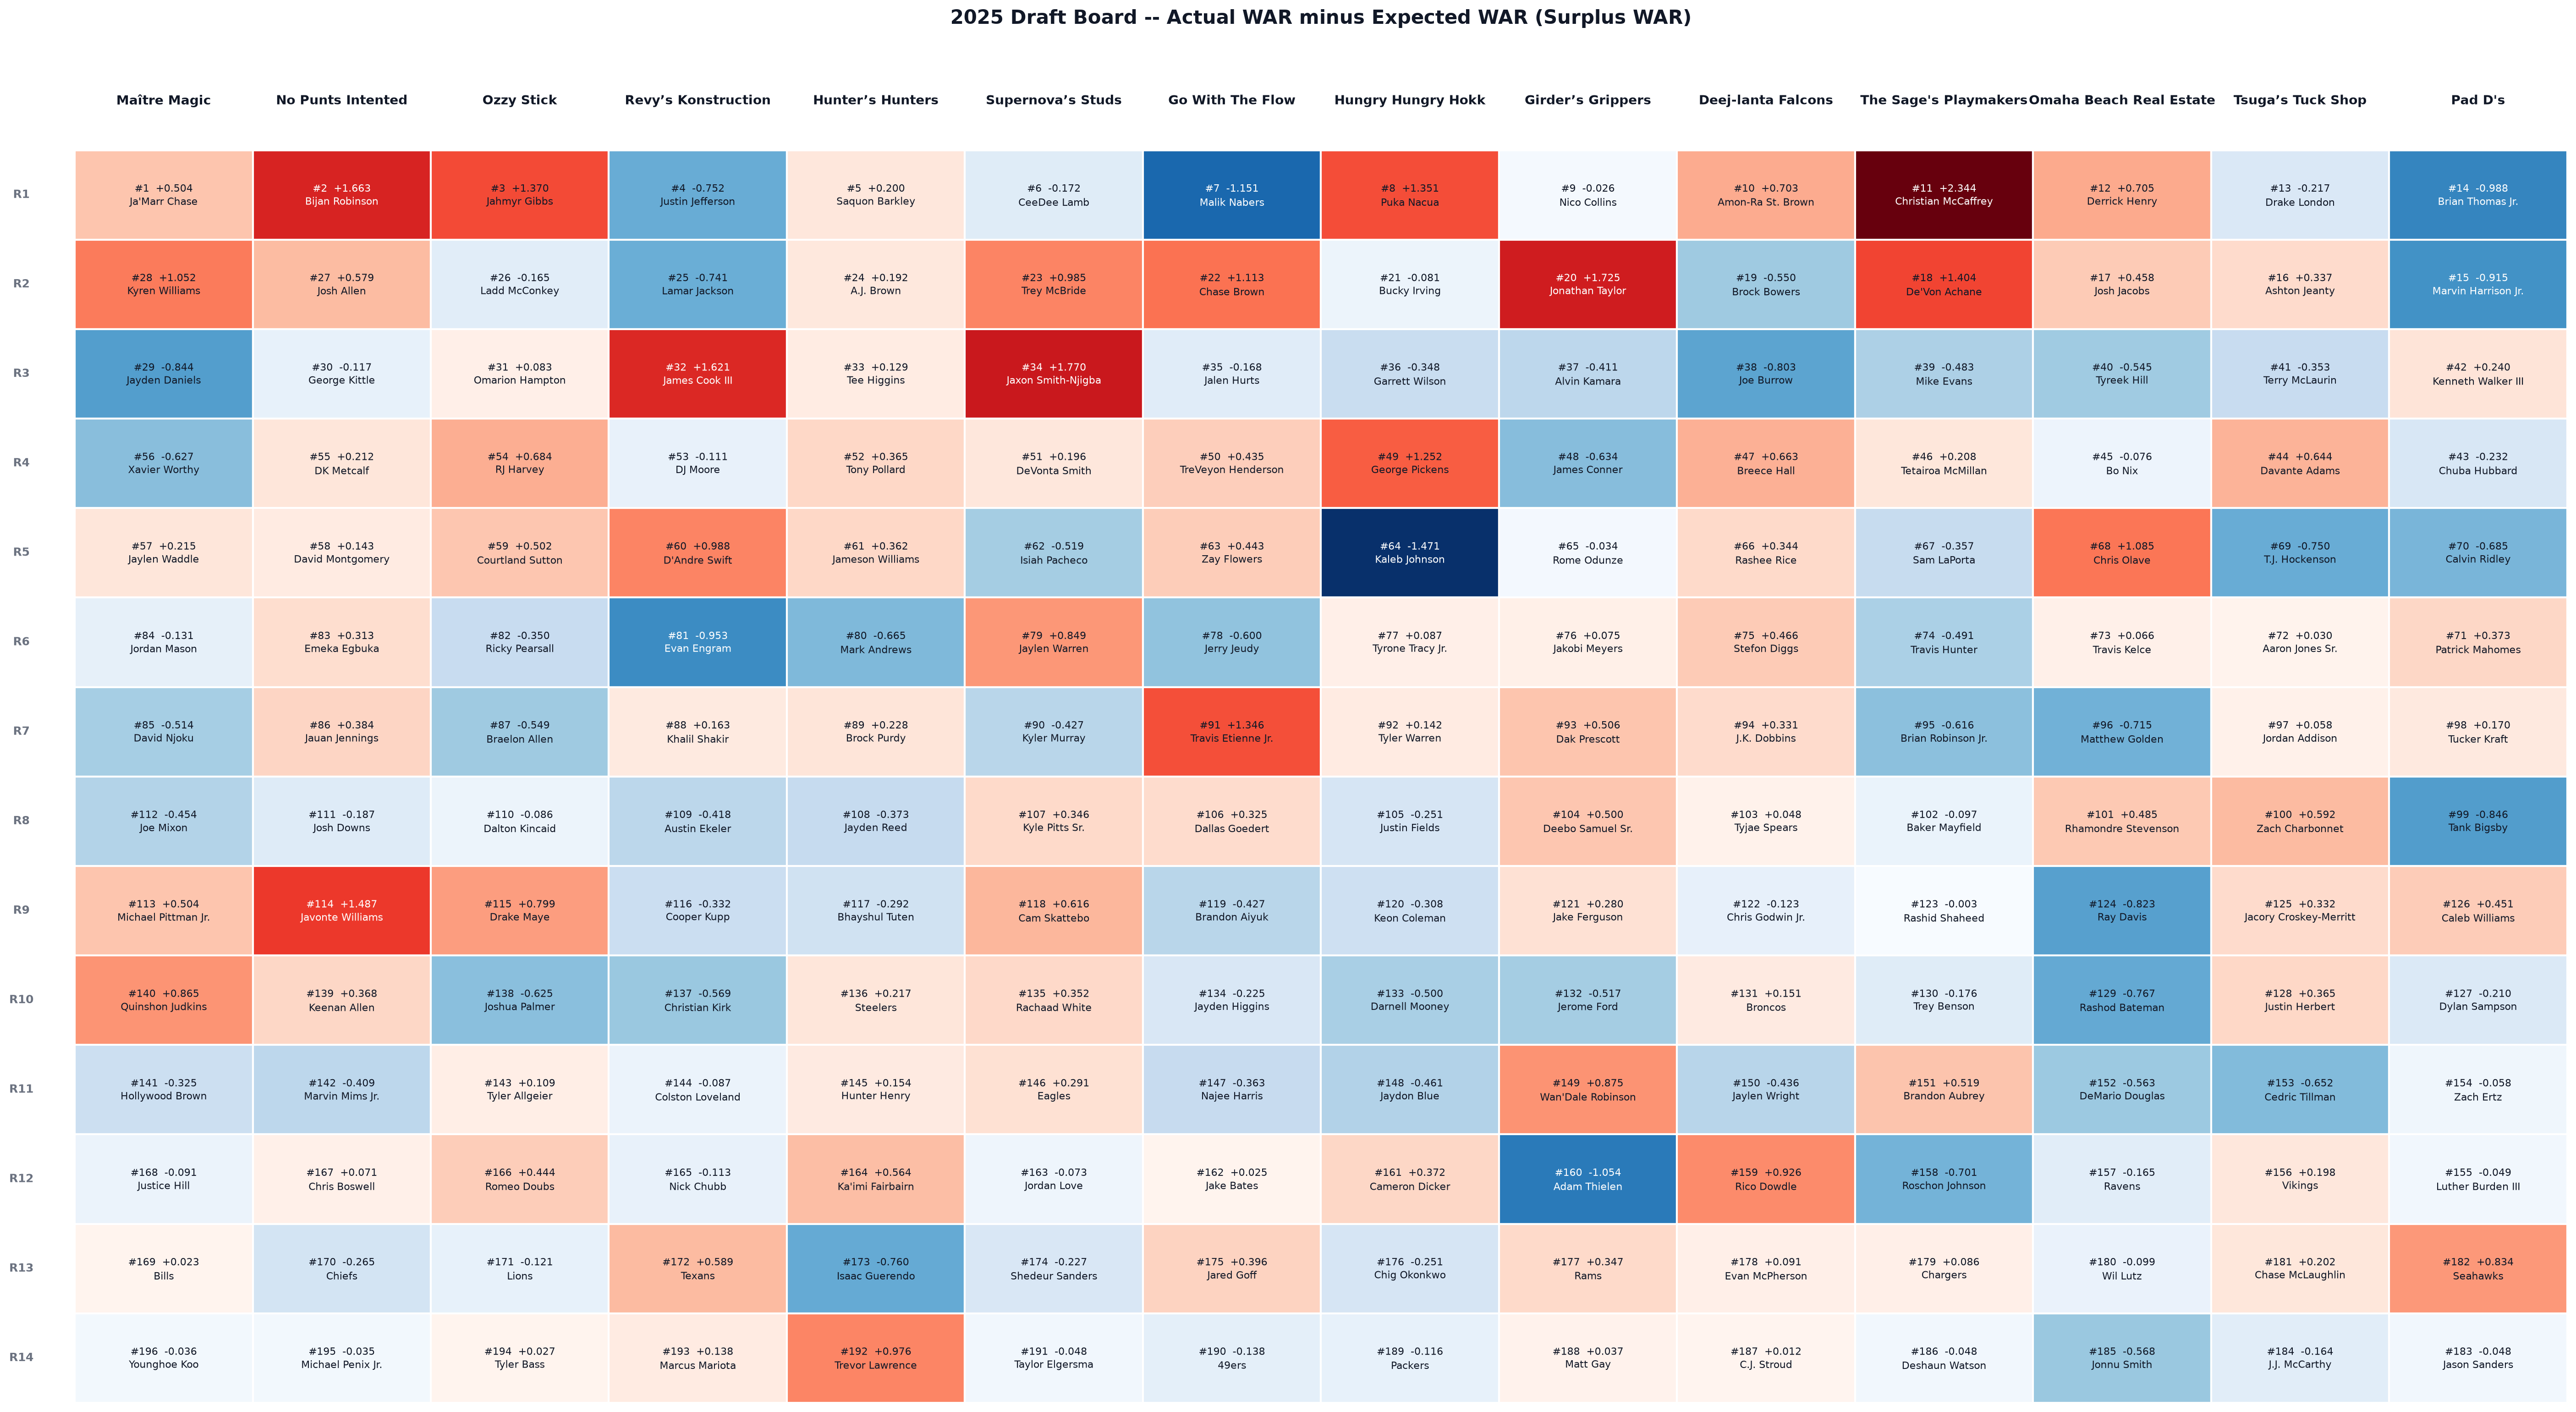 2025 Draft Board -- Actual WAR minus Expected WAR (Surplus WAR)
Maître Magic
No Punts Intented
Ozzy Stick
Revy’s Konstruction
Hunter’s Hunters
Supernova’s Studs
Go With The Flow
Hungry Hungry Hokk
Girder’s Grippers
Deej-lanta Falcons
The Sage's Playmakers
Omaha Beach Real Estate
Tsuga’s Tuck Shop
Pad D's
R1
#1 +0.504
Ja'Marr Chase
#2 +1.663
Bijan Robinson
#3 +1.370
Jahmyr Gibbs
#4 -0.752
Justin Jefferson
#5 +0.200
Saquon Barkley
#6 -0.172
CeeDee Lamb
#7 -1.151
Malik Nabers
#8 +1.351
Puka Nacua
#9 -0.026
Nico Collins
#10 +0.703
Amon-Ra St. Brown
#11 +2.344
Christian McCaffrey
#12 +0.705
Derrick Henry
#13 -0.217
Drake London
#14 -0.988
Brian Thomas Jr.
R2
#28 +1.052
Kyren Williams
#27 +0.579
Josh Allen
#26 -0.165
Ladd McConkey
#25 -0.741
Lamar Jackson
#24 +0.192
A.J. Brown
#23 +0.985
Trey McBride
#22 +1.113
Chase Brown
#21 -0.081
Bucky Irving
#20 +1.725
Jonathan Taylor
#19 -0.550
Brock Bowers
#18 +1.404
De'Von Achane
#17 +0.458
Josh Jacobs
#16 +0.337
Ashton Jeanty
#15 -0.915
Marvin Harrison Jr.
R3
#29 -0.844
Jayden Daniels
#30 -0.117
George Kittle
#31 +0.083
Omarion Hampton
#32 +1.621
James Cook III
#33 +0.129
Tee Higgins
#34 +1.770
Jaxon Smith-Njigba
#35 -0.168
Jalen Hurts
#36 -0.348
Garrett Wilson
#37 -0.411
Alvin Kamara
#38 -0.803
Joe Burrow
#39 -0.483
Mike Evans
#40 -0.545
Tyreek Hill
#41 -0.353
Terry McLaurin
#42 +0.240
Kenneth Walker III
R4
#56 -0.627
Xavier Worthy
#55 +0.212
DK Metcalf
#54 +0.684
RJ Harvey
#53 -0.111
DJ Moore
#52 +0.365
Tony Pollard
#51 +0.196
DeVonta Smith
#50 +0.435
TreVeyon Henderson
#49 +1.252
George Pickens
#48 -0.634
James Conner
#47 +0.663
Breece Hall
#46 +0.208
Tetairoa McMillan
#45 -0.076
Bo Nix
#44 +0.644
Davante Adams
#43 -0.232
Chuba Hubbard
R5
#57 +0.215
Jaylen Waddle
#58 +0.143
David Montgomery
#59 +0.502
Courtland Sutton
#60 +0.988
D'Andre Swift
#61 +0.362
Jameson Williams
#62 -0.519
Isiah Pacheco
#63 +0.443
Zay Flowers
#64 -1.471
Kaleb Johnson
#65 -0.034
Rome Odunze
#66 +0.344
Rashee Rice
#67 -0.357
Sam LaPorta
#68 +1.085
Chris Olave
#69 -0.750
T.J. Hockenson
#70 -0.685
Calvin Ridley
R6
#84 -0.131
Jordan Mason
#83 +0.313
Emeka Egbuka
#82 -0.350
Ricky Pearsall
#81 -0.953
Evan Engram
#80 -0.665
Mark Andrews
#79 +0.849
Jaylen Warren
#78 -0.600
Jerry Jeudy
#77 +0.087
Tyrone Tracy Jr.
#76 +0.075
Jakobi Meyers
#75 +0.466
Stefon Diggs
#74 -0.491
Travis Hunter
#73 +0.066
Travis Kelce
#72 +0.030
Aaron Jones Sr.
#71 +0.373
Patrick Mahomes
R7
#85 -0.514
David Njoku
#86 +0.384
Jauan Jennings
#87 -0.549
Braelon Allen
#88 +0.163
Khalil Shakir
#89 +0.228
Brock Purdy
#90 -0.427
Kyler Murray
#91 +1.346
Travis Etienne Jr.
#92 +0.142
Tyler Warren
#93 +0.506
Dak Prescott
#94 +0.331
J.K. Dobbins
#95 -0.616
Brian Robinson Jr.
#96 -0.715
Matthew Golden
#97 +0.058
Jordan Addison
#98 +0.170
Tucker Kraft
R8
#112 -0.454
Joe Mixon
#111 -0.187
Josh Downs
#110 -0.086
Dalton Kincaid
#109 -0.418
Austin Ekeler
#108 -0.373
Jayden Reed
#107 +0.346
Kyle Pitts Sr.
#106 +0.325
Dallas Goedert
#105 -0.251
Justin Fields
#104 +0.500
Deebo Samuel Sr.
#103 +0.048
Tyjae Spears
#102 -0.097
Baker Mayfield
#101 +0.485
Rhamondre Stevenson
#100 +0.592
Zach Charbonnet
#99 -0.846
Tank Bigsby
R9
#113 +0.504
Michael Pittman Jr.
#114 +1.487
Javonte Williams
#115 +0.799
Drake Maye
#116 -0.332
Cooper Kupp
#117 -0.292
Bhayshul Tuten
#118 +0.616
Cam Skattebo
#119 -0.427
Brandon Aiyuk
#120 -0.308
Keon Coleman
#121 +0.280
Jake Ferguson
#122 -0.123
Chris Godwin Jr.
#123 -0.003
Rashid Shaheed
#124 -0.823
Ray Davis
#125 +0.332
Jacory Croskey-Merritt
#126 +0.451
Caleb Williams
R10
#140 +0.865
Quinshon Judkins
#139 +0.368
Keenan Allen
#138 -0.625
Joshua Palmer
#137 -0.569
Christian Kirk
#136 +0.217
Steelers
#135 +0.352
Rachaad White
#134 -0.225
Jayden Higgins
#133 -0.500
Darnell Mooney
#132 -0.517
Jerome Ford
#131 +0.151
Broncos
#130 -0.176
Trey Benson
#129 -0.767
Rashod Bateman
#128 +0.365
Justin Herbert
#127 -0.210
Dylan Sampson
R11
#141 -0.325
Hollywood Brown
#142 -0.409
Marvin Mims Jr.
#143 +0.109
Tyler Allgeier
#144 -0.087
Colston Loveland
#145 +0.154
Hunter Henry
#146 +0.291
Eagles
#147 -0.363
Najee Harris
#148 -0.461
Jaydon Blue
#149 +0.875
Wan'Dale Robinson
#150 -0.436
Jaylen Wright
#151 +0.519
Brandon Aubrey
#152 -0.563
DeMario Douglas
#153 -0.652
Cedric Tillman
#154 -0.058
Zach Ertz
R12
#168 -0.091
Justice Hill
#167 +0.071
Chris Boswell
#166 +0.444
Romeo Doubs
#165 -0.113
Nick Chubb
#164 +0.564
Ka'imi Fairbairn
#163 -0.073
Jordan Love
#162 +0.025
Jake Bates
#161 +0.372
Cameron Dicker
#160 -1.054
Adam Thielen
#159 +0.926
Rico Dowdle
#158 -0.701
Roschon Johnson
#157 -0.165
Ravens
#156 +0.198
Vikings
#155 -0.049
Luther Burden III
R13
#169 +0.023
Bills
#170 -0.265
Chiefs
#171 -0.121
Lions
#172 +0.589
Texans
#173 -0.760
Isaac Guerendo
#174 -0.227
Shedeur Sanders
#175 +0.396
Jared Goff
#176 -0.251
Chig Okonkwo
#177 +0.347
Rams
#178 +0.091
Evan McPherson
#179 +0.086
Chargers
#180 -0.099
Wil Lutz
#181 +0.202
Chase McLaughlin
#182 +0.834
Seahawks
R14
#196 -0.036
Younghoe Koo
#195 -0.035
Michael Penix Jr.
#194 +0.027
Tyler Bass
#193 +0.138
Marcus Mariota
#192 +0.976
Trevor Lawrence
#191 -0.048
Taylor Elgersma
#190 -0.138
49ers
#189 -0.116
Packers
#188 +0.037
Matt Gay
#187 +0.012
C.J. Stroud
#186 -0.048
Deshaun Watson
#185 -0.568
Jonnu Smith
#184 -0.164
J.J. McCarthy
#183 -0.048
Jason Sanders